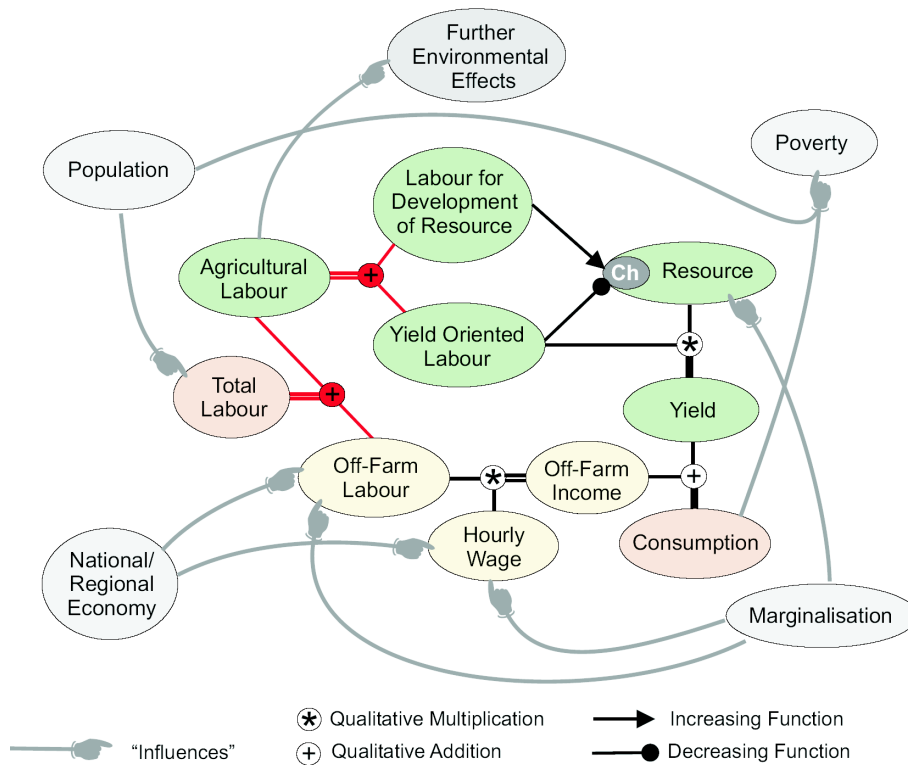 Further
Environmental
Effects
Population
Poverty
Labour for
Development
of Resource
Agricultural
Labour
+
Ch
Resource
Yield Oriented
Labour
*
Total
Labour
+
Yield
Off-Farm
Labour
*
Off-Farm
Income
+
Hourly
Wage
Consumption
National/
Regional
Economy
Marginalisation
* Qualitative Multiplication
Increasing Function
"Influences"
+ Qualitative Addition
Decreasing Function